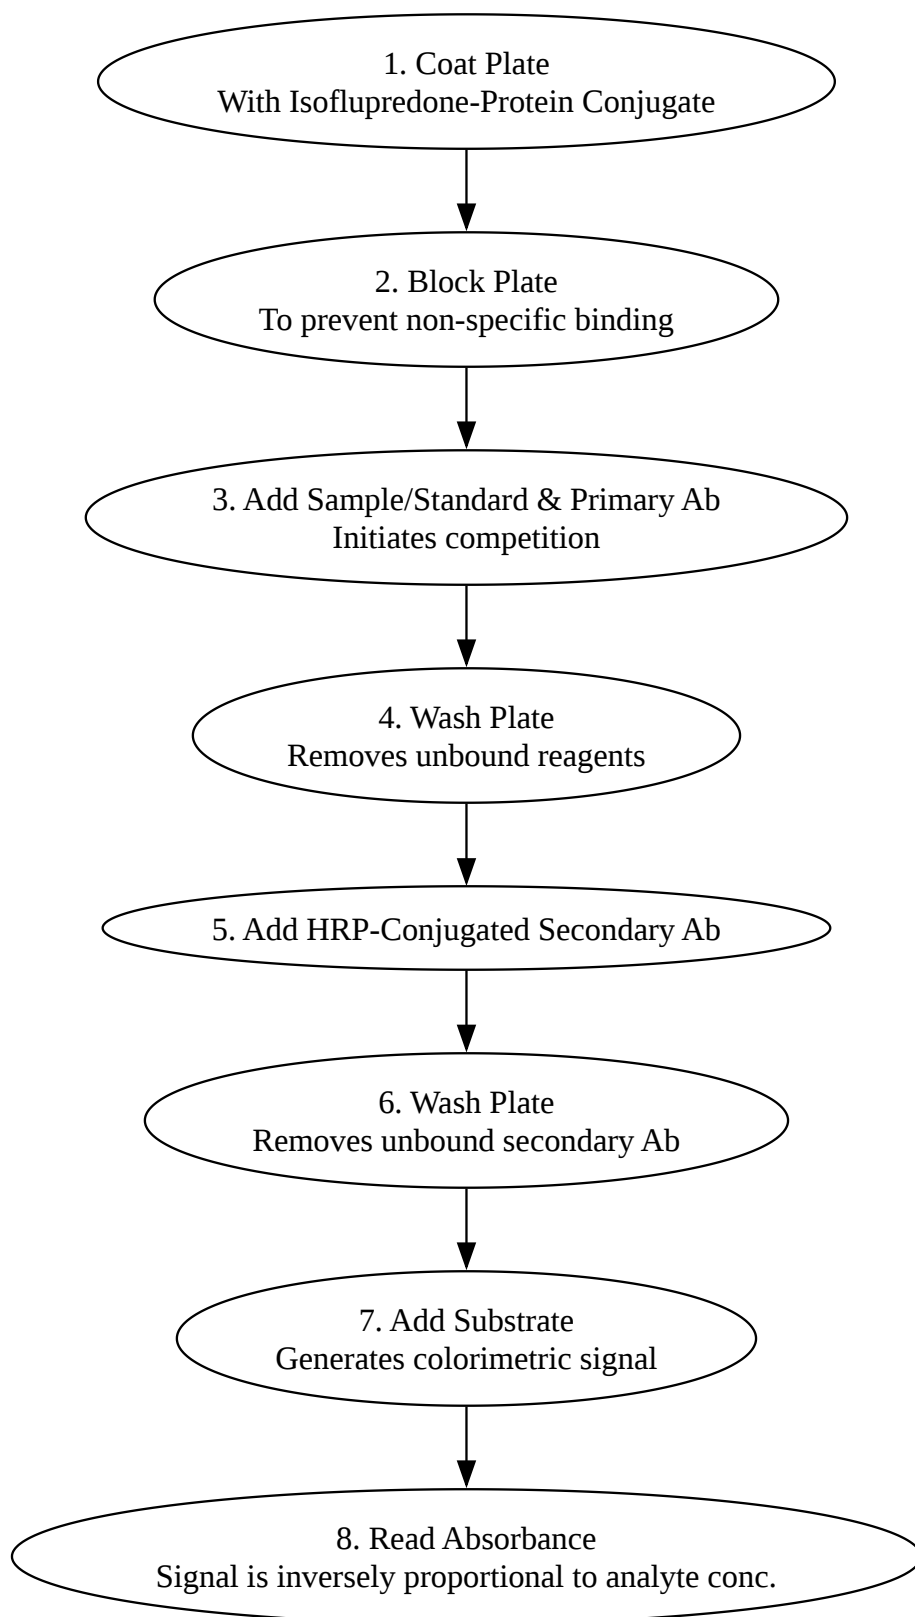 1. Coat Plate
With Isoflupredone-Protein Conjugate
2. Block Plate
To prevent non-specific binding
3. Add Sample/Standard & Primary Ab
Initiates competition
4. Wash Plate
Removes unbound reagents
5. Add HRP-Conjugated Secondary Ab
6. Wash Plate
Removes unbound secondary Ab
7. Add Substrate
Generates colorimetric signal
8. Read Absorbance
Signal is inversely proportional to analyte conc.